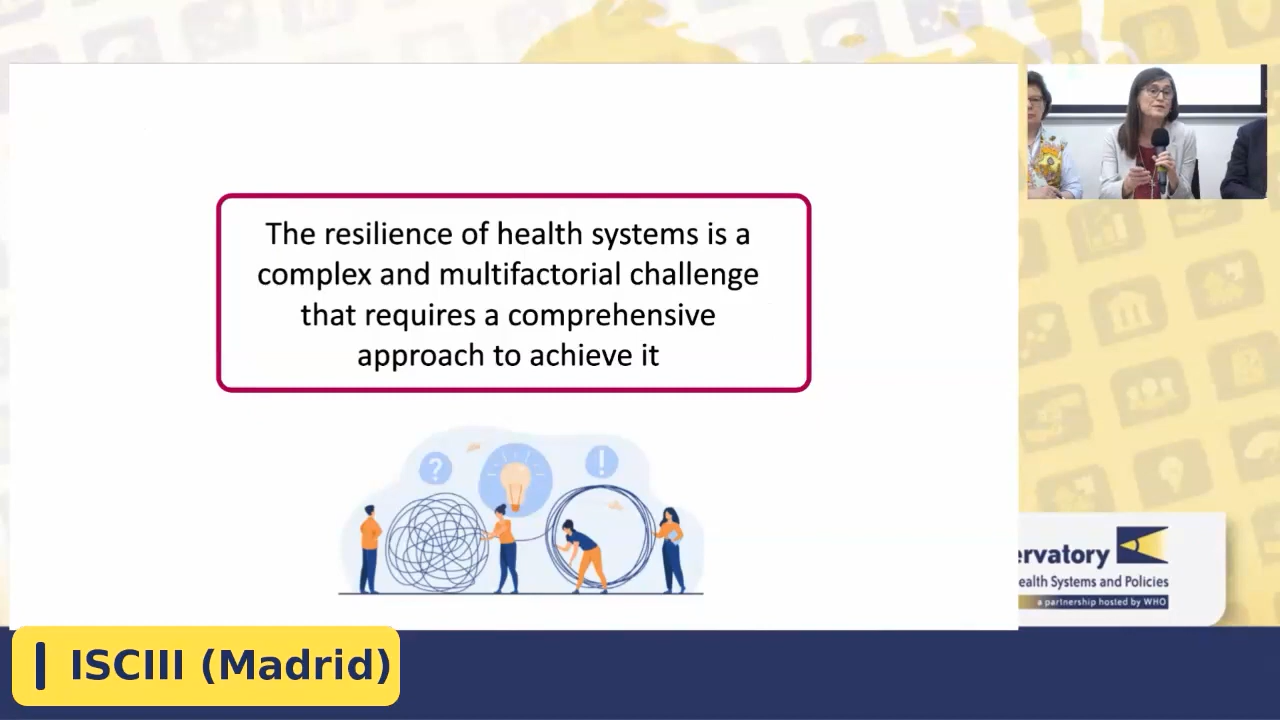 The resilience of health systems is a
complex and multifactorial challenge
that requires a comprehensive
approach to achieve it
?
!
ervatory
ealth Systems and Policies
a partnership hosted by WHO
ISCIII (Madrid)